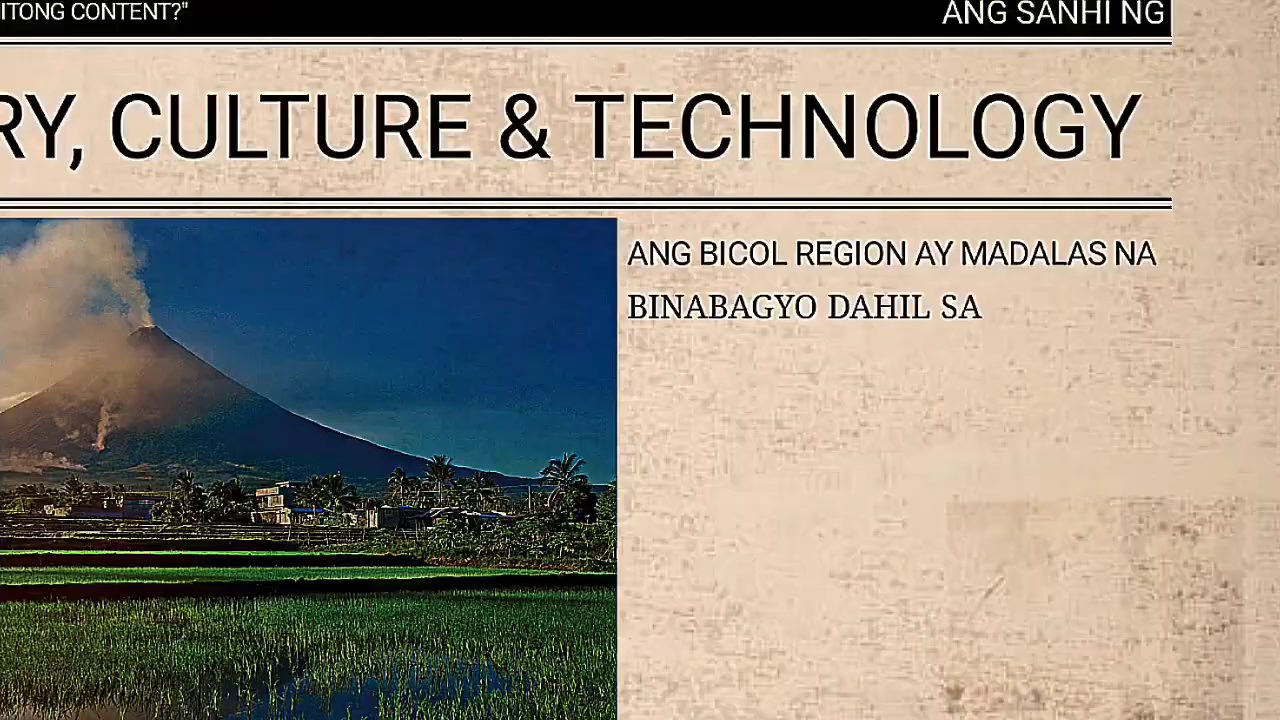 ITONG CONTENT?" ANG SANHI NG
RY, CULTURE & TECHNOLOGY
ANG BICOL REGION AY MADALAS NA
BINABAGYO DAHIL SA